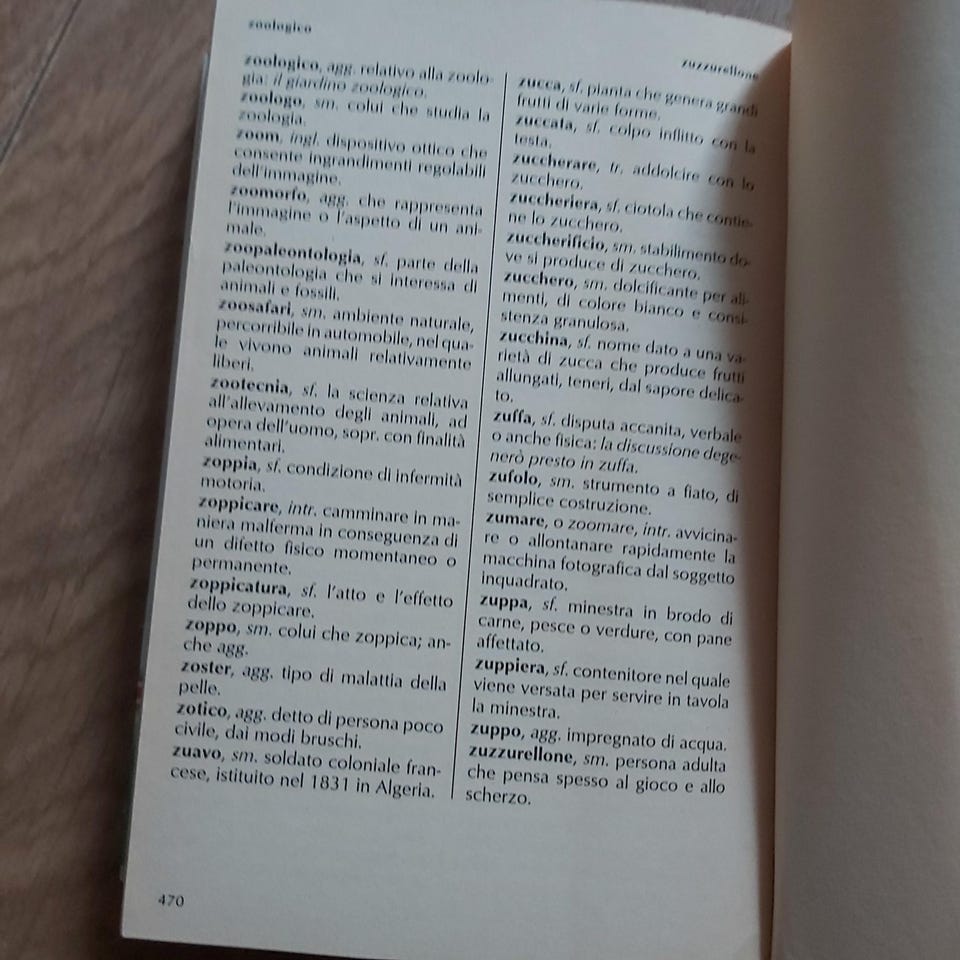 zoologico
zuzzurellone
zoologico, agg. relativo alla zoolo-
gia: il giardino zoologico.
zoologo, sm. colui che studia la
zoologia.
zoom, ingl. dispositivo ottico che
consente ingrandimenti regolabili
dell'immagine.
zoomorfo, agg. che rappresenta
l'immagine o l'aspetto di un ani-
male.
zoopaleontologia, sf. parte della
paleontologia che si interessa di
animali e fossili.
zoosafari, sm. ambiente naturale,
percorribile in automobile, nel qua-
le vivono animali relativamente
liberi.
zootecnia, sf. la scienza relativa
all'allevamento degli animali, ad
opera dell'uomo, sopr. con finalità
alimentari.
zoppia, sf. condizione di infermità
motoria.
zoppicare, intr. camminare in ma-
niera malferma in conseguenza di
un difetto fisico momentaneo o
permanente.
zoppicatura, sf. l'atto e l'effetto
dello zoppicare.
zoppo, sm. colui che zoppica; an-
che agg.
zoster, agg. tipo di malattia della
pelle.
zotico, agg. detto di persona poco
civile, dai modi bruschi.
zuavo, sm. soldato coloniale fran-
cese, istituito nel 1831 in Algeria.
zucca, sf. pianta che genera grandi
frutti di varie forme.
zuccata, sf. colpo inflitto con la
testa.
zuccherare, tr. addolcire con lo
zucchero.
zuccheriera, sf. ciotola che contie-
ne lo zucchero.
zuccherificio, sm. stabilimento do-
ve si produce di zucchero.
zucchero, sm. dolcificante per ali-
menti, di colore bianco e consi-
stenza granulosa.
zucchina, sf. nome dato a una va-
rietà di zucca che produce frutti
allungati, teneri, dal sapore delica-
to.
zuffa, sf. disputa accanita, verbale
o anche fisica: la discussione dege-
nerò presto in zuffa.
zufolo, sm. strumento a fiato, di
semplice costruzione.
zumare, o zoomare, intr. avvicina-
re o allontanare rapidamente la
macchina fotografica dal soggetto
inquadrato.
zuppa, sf. minestra in brodo di
carne, pesce o verdure, con pane
affettato.
zuppiera, sf. contenitore nel quale
viene versata per servire in tavola
la minestra.
zuppo, agg. impregnato di acqua.
zuzzurellone, sm. persona adulta
che pensa spesso al gioco e allo
scherzo.
470